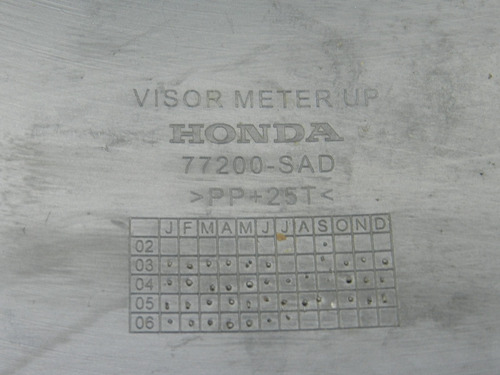 VISOR METER UP
HONDA
77200-SAD
>PP+25T<
J F M A M J J A S O N D
02
03
04
05
06